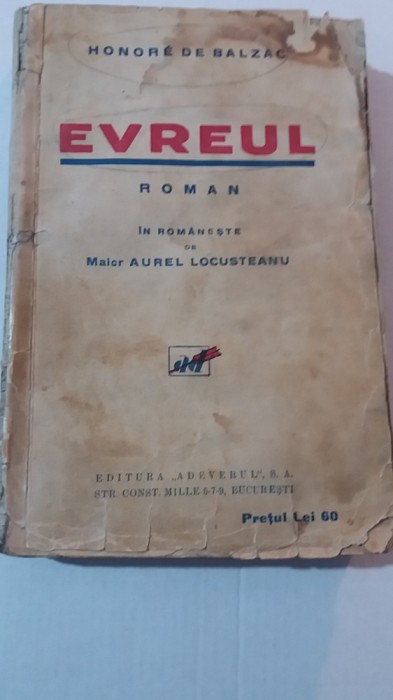 HONORÉ DE BALZAC
EVREUL
ROMAN
ÎN ROMÂNEȘTE
DE
Maior AUREL LOCUSTEANU
EDITURA „ADEVERUL”, S. A.
STR. CONST. MILLE 5-7-9, BUCUREȘTI
Prețul Lei 60